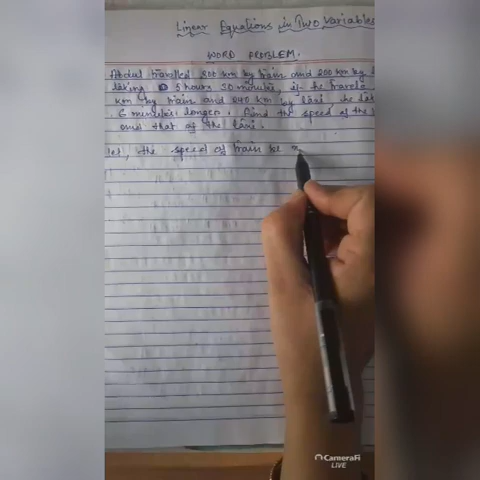 Linear Equations in Two Variables
WORD PROBLEM.
Abdul travelled 300 km by train and 200 km by
taking 5 hours 30 minutes, if he travels
km by train and 240 km by taxi, he
6 minutes longer. Find the speed of the
and that of the taxi.
let, the speed of train be
CameraFi
LIVE